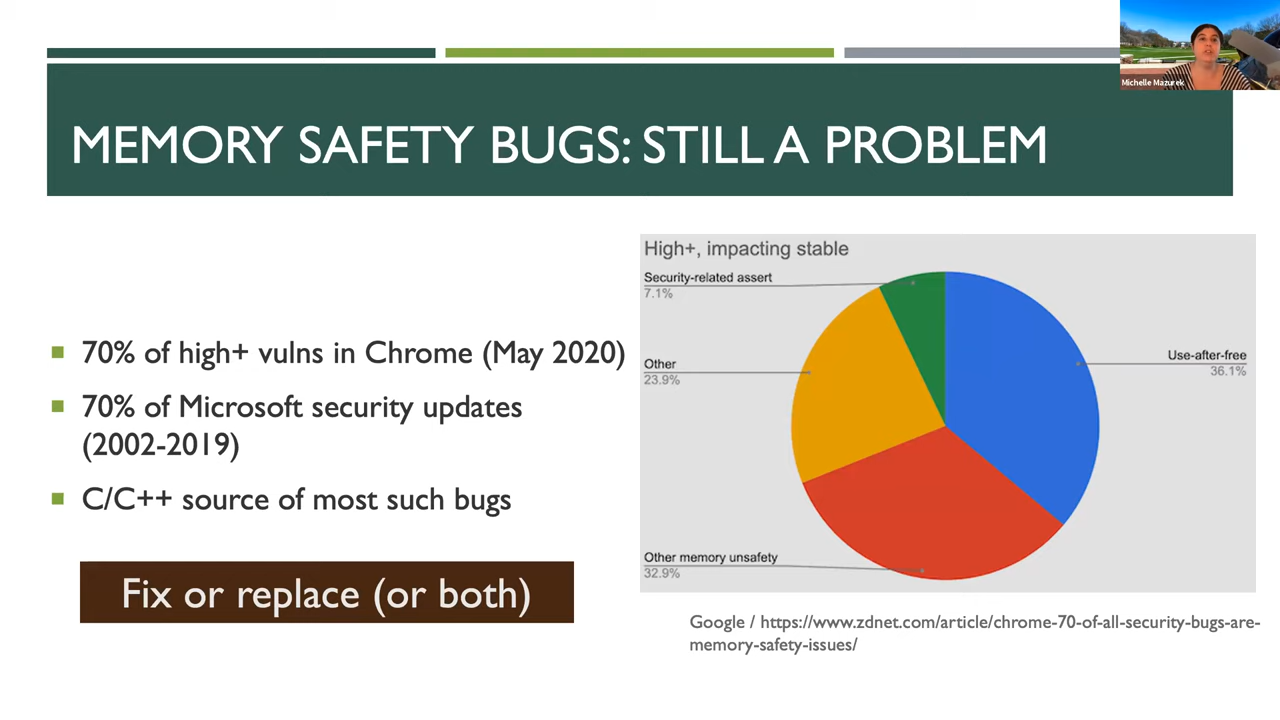 Michelle Mazurek
MEMORY SAFETY BUGS: STILL A PROBLEM
70% of high+ vulns in Chrome (May 2020)
70% of Microsoft security updates
(2002-2019)
C/C++ source of most such bugs
Fix or replace (or both)
High+, impacting stable
Security-related assert
7.1%
Other
23.9%
Use-after-free
36.1%
Other memory unsafety
32.9%
Google / https://www.zdnet.com/article/chrome-70-of-all-security-bugs-are-
memory-safety-issues/